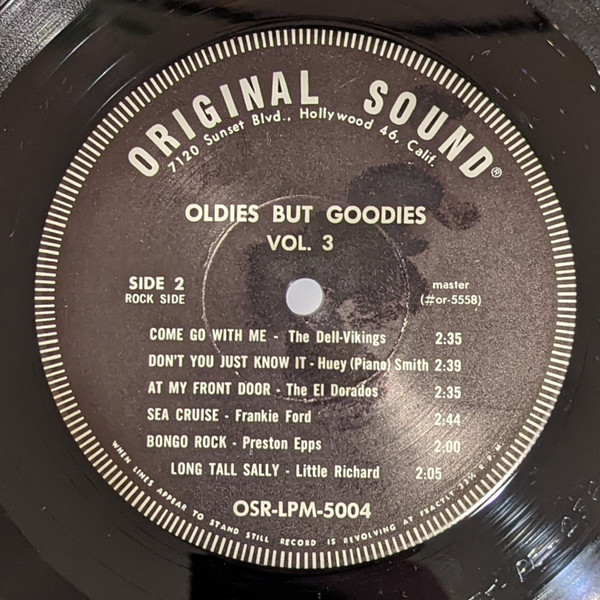 ORIGINAL SOUND®
7120 Sunset Blvd., Hollywood 46, Calif.
OLDIES BUT GOODIES
VOL. 3
SIDE 2
ROCK SIDE
master
(#or-5558)
COME GO WITH ME - The Dell-Vikings 2:35
DON'T YOU JUST KNOW IT - Huey (Piano) Smith 2:39
AT MY FRONT DOOR - The El Dorados 2:35
SEA CRUISE - Frankie Ford 2:44
BONGO ROCK - Preston Epps 2:00
LONG TALL SALLY - Little Richard 2:05
OSR-LPM-5004
WHEN LINES APPEAR TO STAND STILL RECORD IS REVOLVING AT EXACTLY 33⅓ R.P.M.